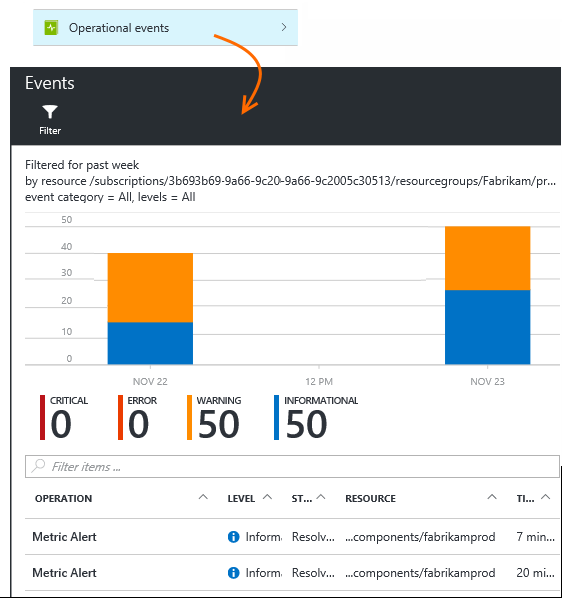 Operational events
Events
Filter
Filtered for past week
by resource /subscriptions/3b693b69-9a66-9c20-9a66-9c2005c30513/resourcegroups/Fabrikam/pr...
event category = All, levels = All
50
40
30
20
10
0
NOV 22 12 PM NOV 23
CRITICAL ERROR WARNING INFORMATIONAL
0 0 50 50
Filter items ...
OPERATION LEVEL ST... RESOURCE TI...
Metric Alert Inform Resolv... ...components/fabrikamprod 7 min...
Metric Alert Inform Resolv... ...components/fabrikamprod 20 mi...